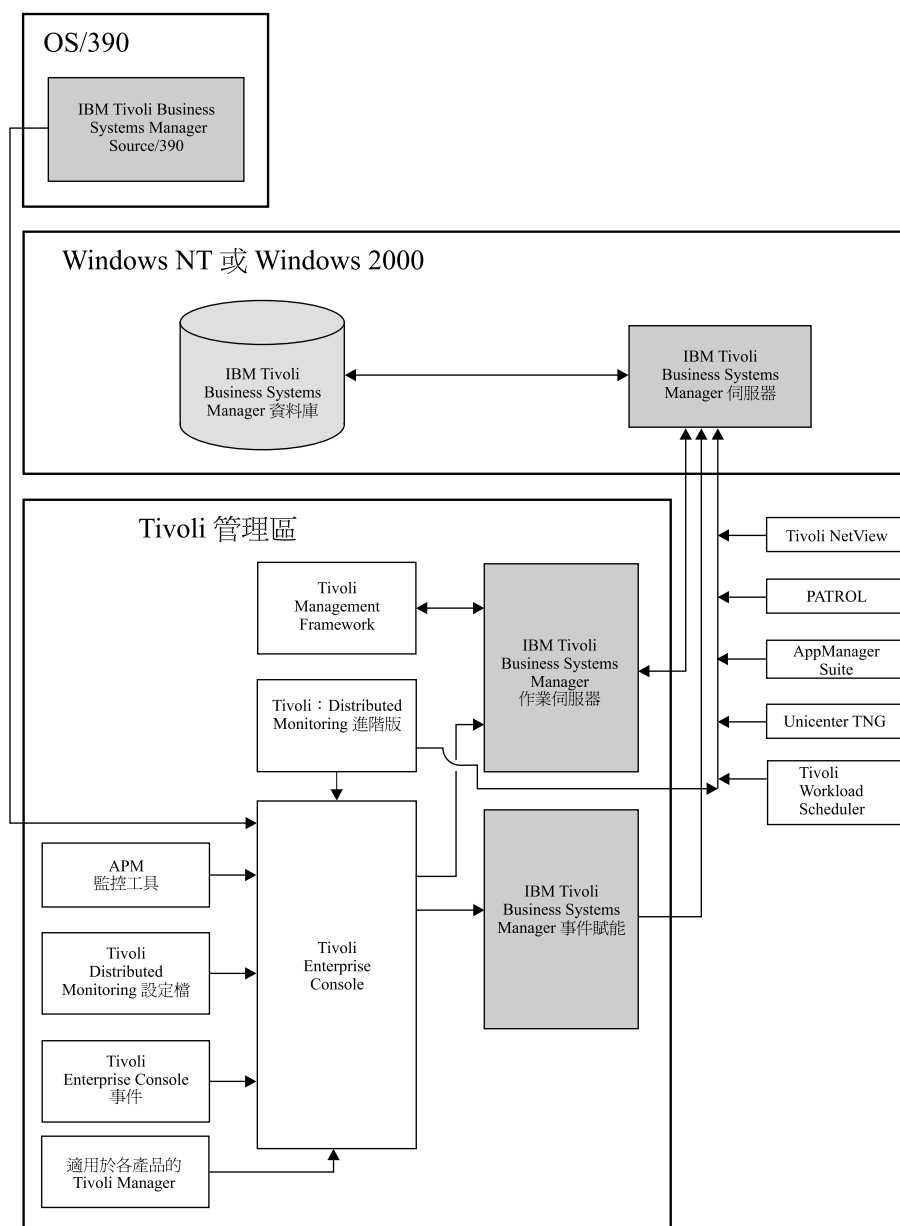 OS/390
IBM Tivoli Business
Systems Manager
Source/390
Windows NT 或 Windows 2000
IBM Tivoli
Business Systems
Manager 資料庫
IBM Tivoli
Business Systems
Manager 伺服器
Tivoli 管理區
Tivoli
Management
Framework
IBM Tivoli
Business Systems
Manager
作業伺服器
Tivoli:Distributed
Monitoring 進階版
Tivoli NetView
PATROL
AppManager
Suite
Unicenter TNG
Tivoli
Workload
Scheduler
APM
監控工具
Tivoli
Distributed
Monitoring 設定檔
Tivoli
Enterprise Console
事件
適用於各產品的
Tivoli Manager
Tivoli
Enterprise
Console
IBM Tivoli
Business Systems
Manager 事件賦能